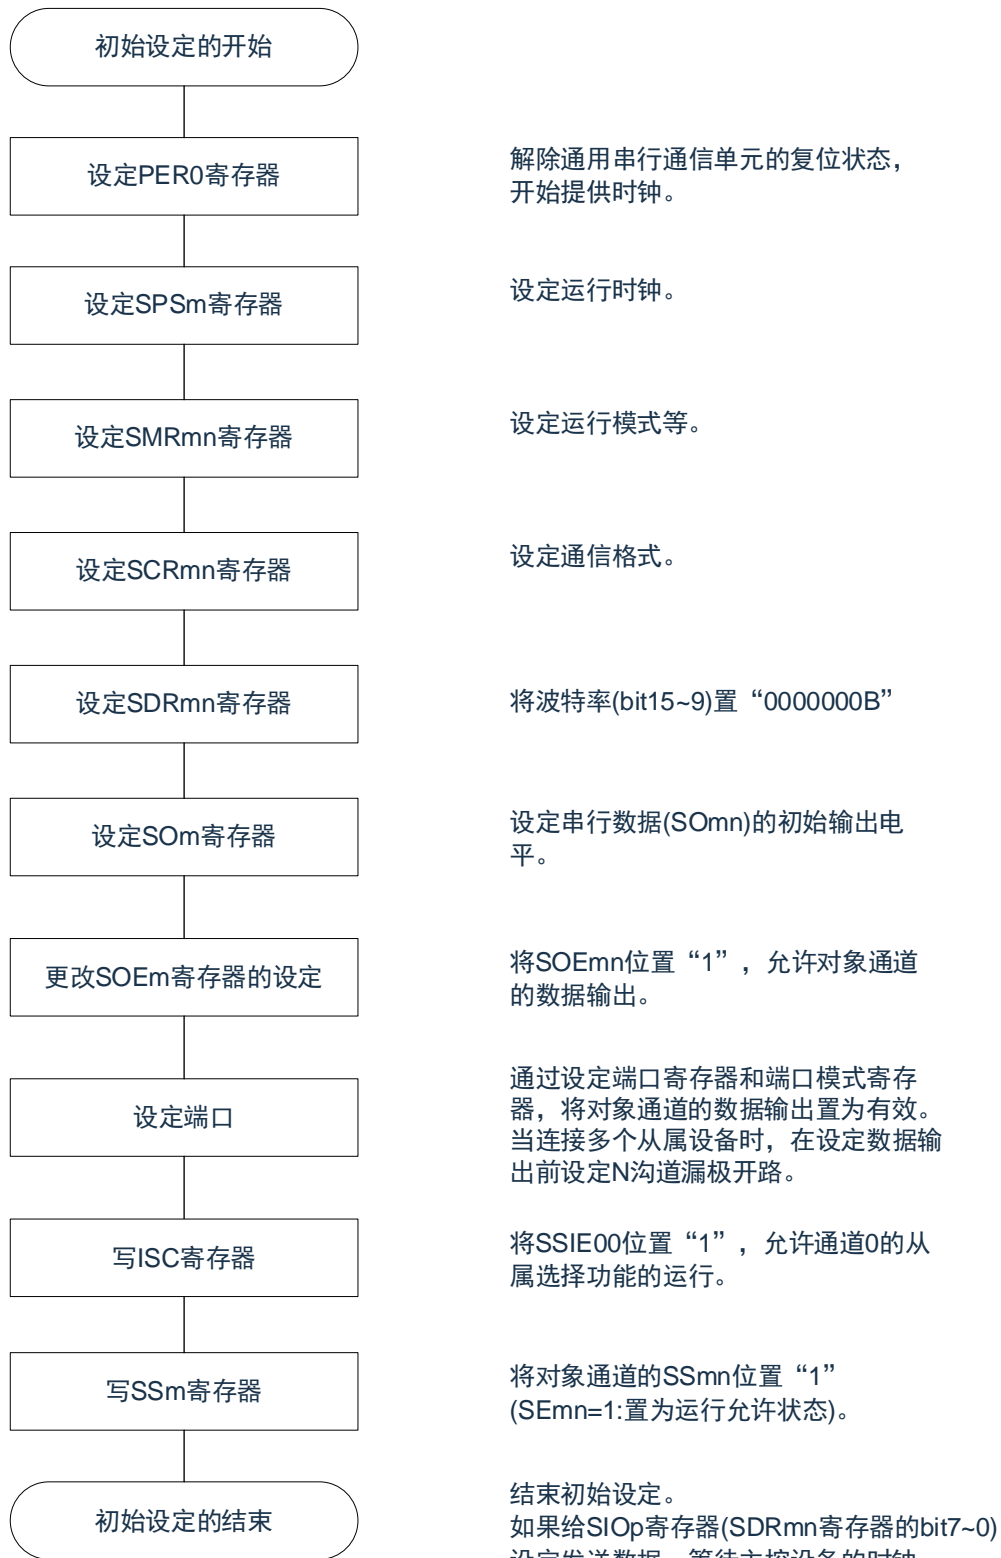 初始设定的开始
设定PER0寄存器
解除通用串行通信单元的复位状态，
开始提供时钟。
设定SPSm寄存器
设定运行时钟。
设定SMRmn寄存器
设定运行模式等。
设定SCRmn寄存器
设定通信格式。
设定SDRmn寄存器
将波特率(bit15~9)置“0000000B”
设定SOm寄存器
设定串行数据(SOmn)的初始输出电
平。
更改SOEm寄存器的设定
将SOEmn位置“1”，允许对象通道
的数据输出。
设定端口
通过设定端口寄存器和端口模式寄存
器，将对象通道的数据输出置为有效。
当连接多个从属设备时，在设定数据输
出前设定N沟道漏极开路。
写ISC寄存器
将SSIE00位置“1”，允许通道0的从
属选择功能的运行。
写SSm寄存器
将对象通道的SSmn位置“1”
(SEmn=1:置为运行允许状态)。
初始设定的结束
结束初始设定。
如果给SIOp寄存器(SDRmn寄存器的bit7~0)
设定发送数据，等待主控设备的时钟